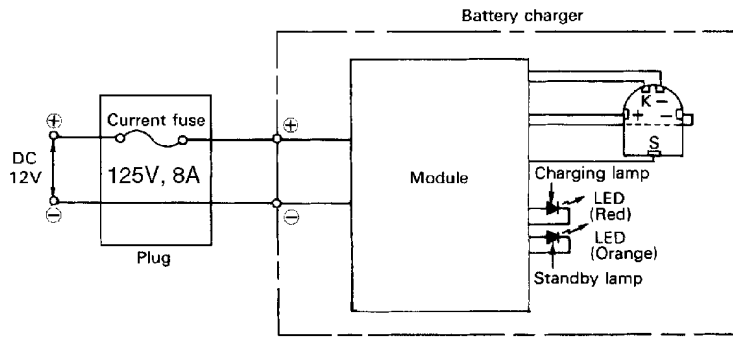 Battery charger
Current fuse
125V, 8A
Plug
DC
12V
⊕
⊖
⊕
⊖
Module
K –
+ –
S
Charging lamp
LED
(Red)
LED
(Orange)
Standby lamp